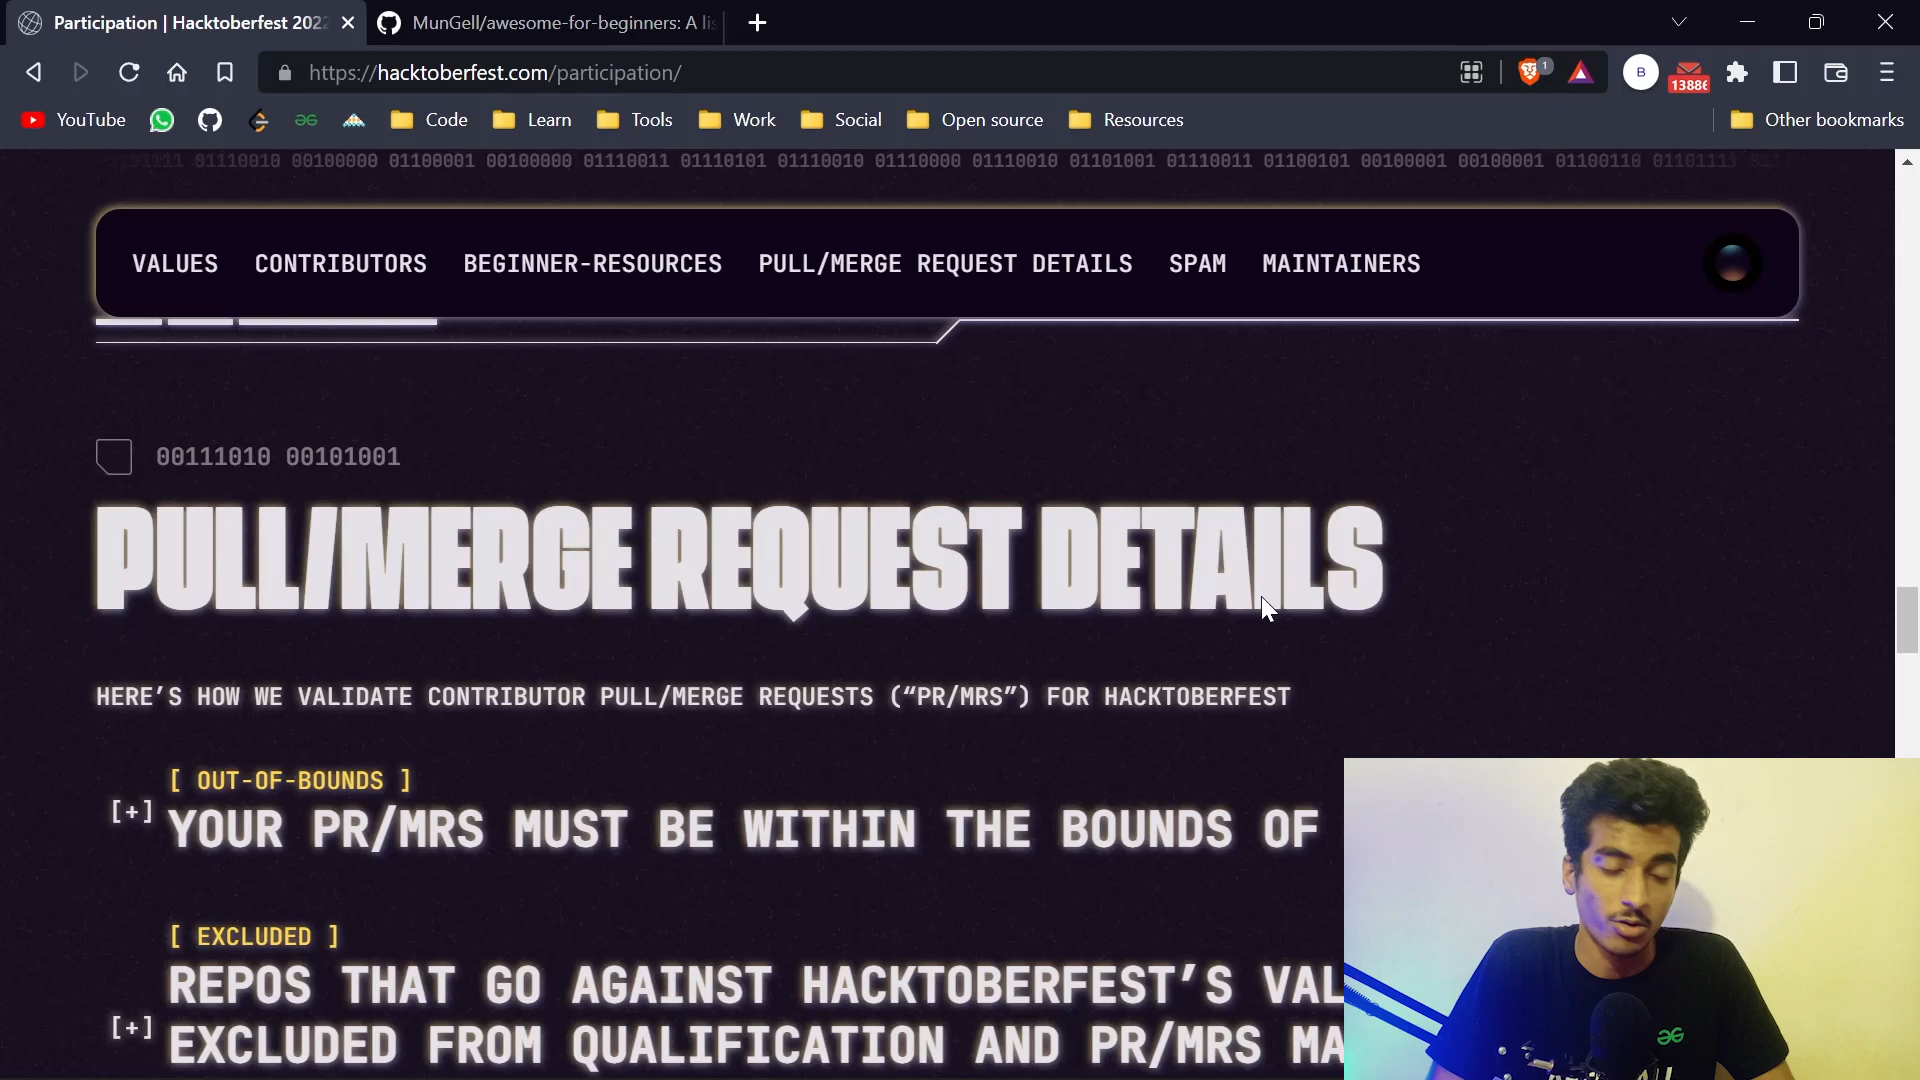 Participation | Hacktoberfest 2022
MunGell/awesome-for-beginners: A lis
https://hacktoberfest.com/participation/
1
B
13886
YouTube
Code
Learn
Tools
Work
Social
Open source
Resources
Other bookmarks
01110010 00100000 01100001 00100000 01110011 01110101 01110010 01110000 01110010 01101001 01110011 01100101 00100001 00100001 01100110
VALUES CONTRIBUTORS BEGINNER-RESOURCES PULL/MERGE REQUEST DETAILS SPAM MAINTAINERS
00111010 00101001
PULL/MERGE REQUEST DETAILS
HERE’S HOW WE VALIDATE CONTRIBUTOR PULL/MERGE REQUESTS (“PR/MRS”) FOR HACKTOBERFEST
[ OUT-OF-BOUNDS ]
[+] YOUR PR/MRS MUST BE WITHIN THE BOUNDS OF
[ EXCLUDED ]
REPOS THAT GO AGAINST HACKTOBERFEST’S VAL
[+] EXCLUDED FROM QUALIFICATION AND PR/MRS MA